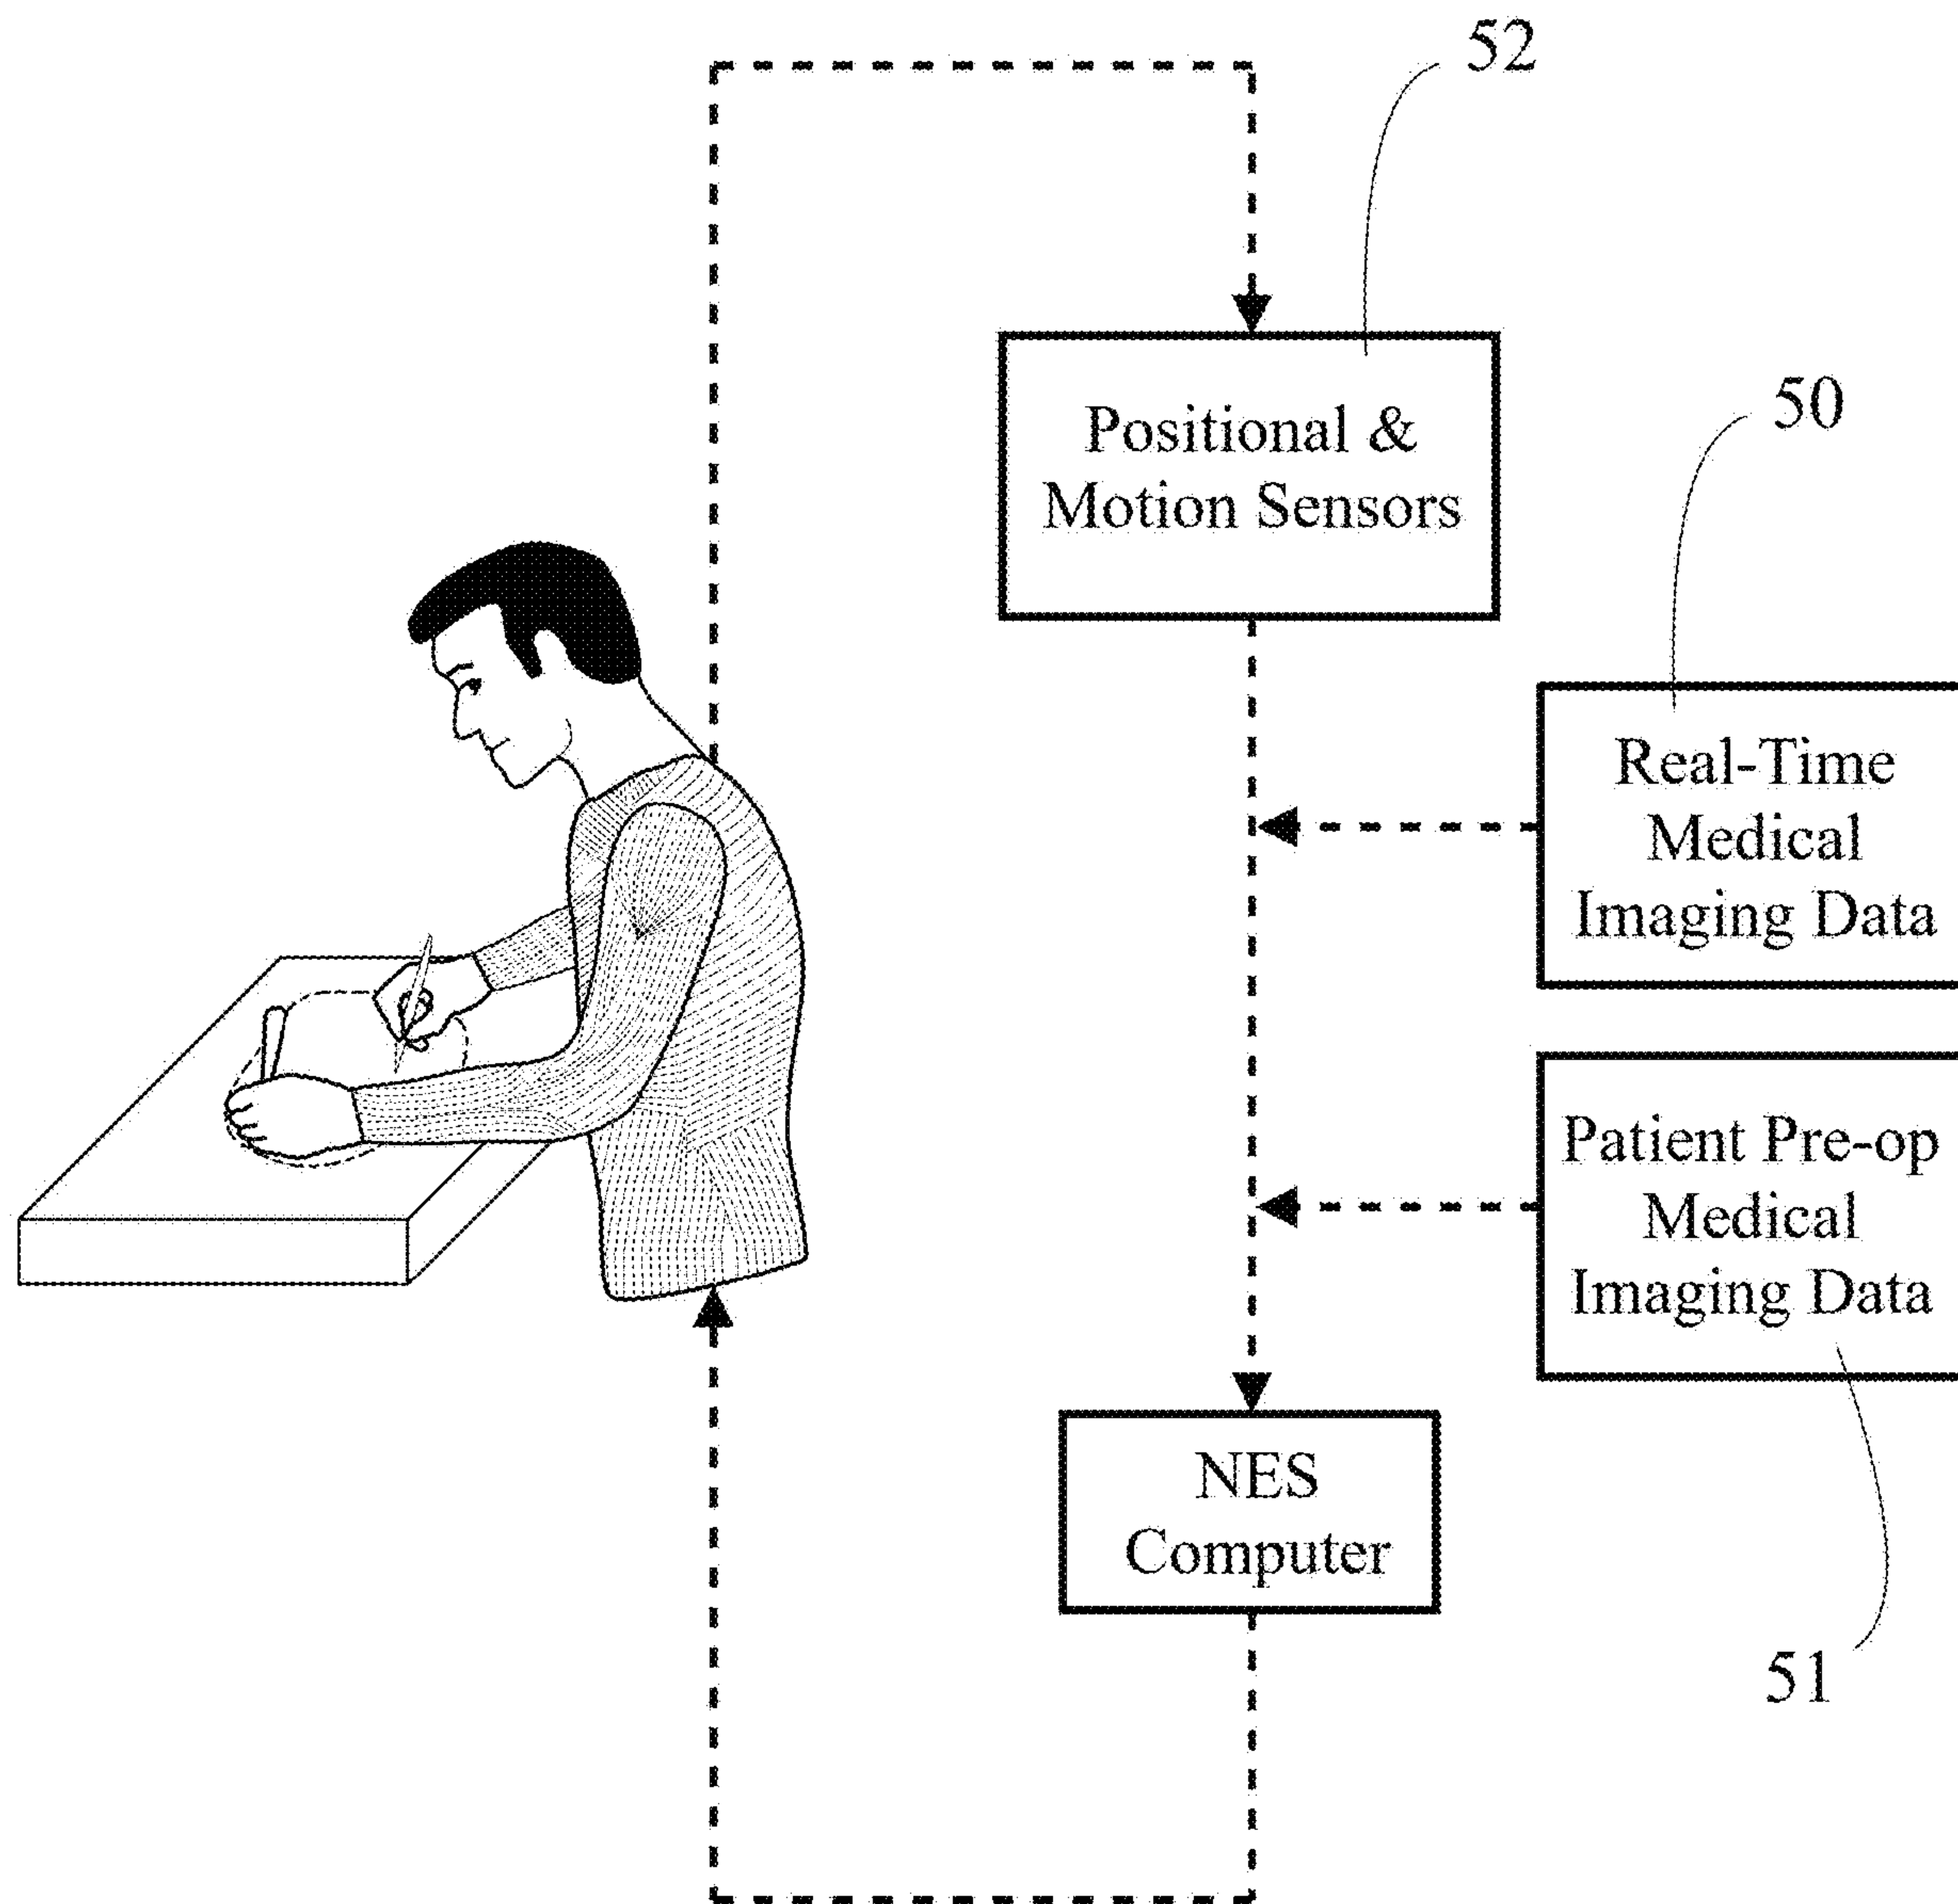 52
Positional &
Motion Sensors
50
Real-Time
Medical
Imaging Data
Patient Pre-op
Medical
Imaging Data
NES
Computer
51